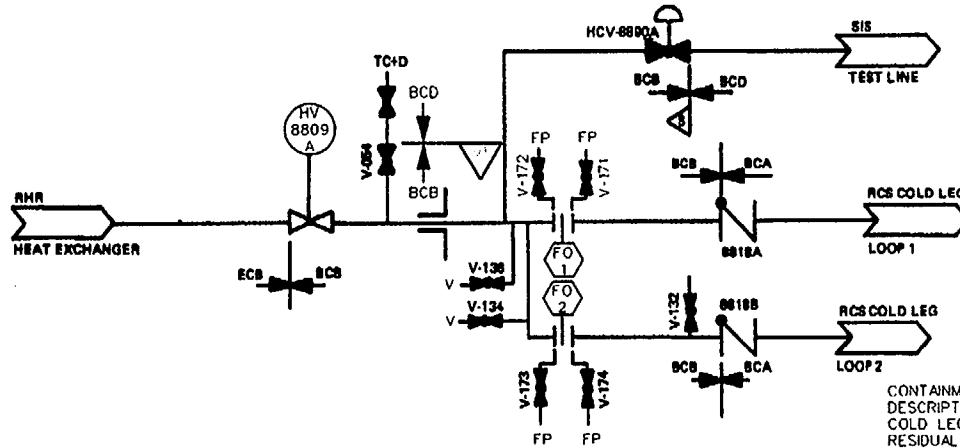 HCV-8890A
SIS
TEST LINE
BCB
BCD
TC+D
BCD
BCB
HV
8809
A
V-054
FP
FP
V-172
V-171
BCB
BCA
RHR
HEAT EXCHANGER
RCS COLD LEG
LOOP 1
8818A
ECB
BCB
V-136
V
V-134
V
FO
1
FO
2
V-132
8818B
RCS COLD LEG
LOOP 2
BCB
BCA
V-173
V-174
FP
FP
CONTAINM
DESCRIPT
COLD LEG
RESIDUAL